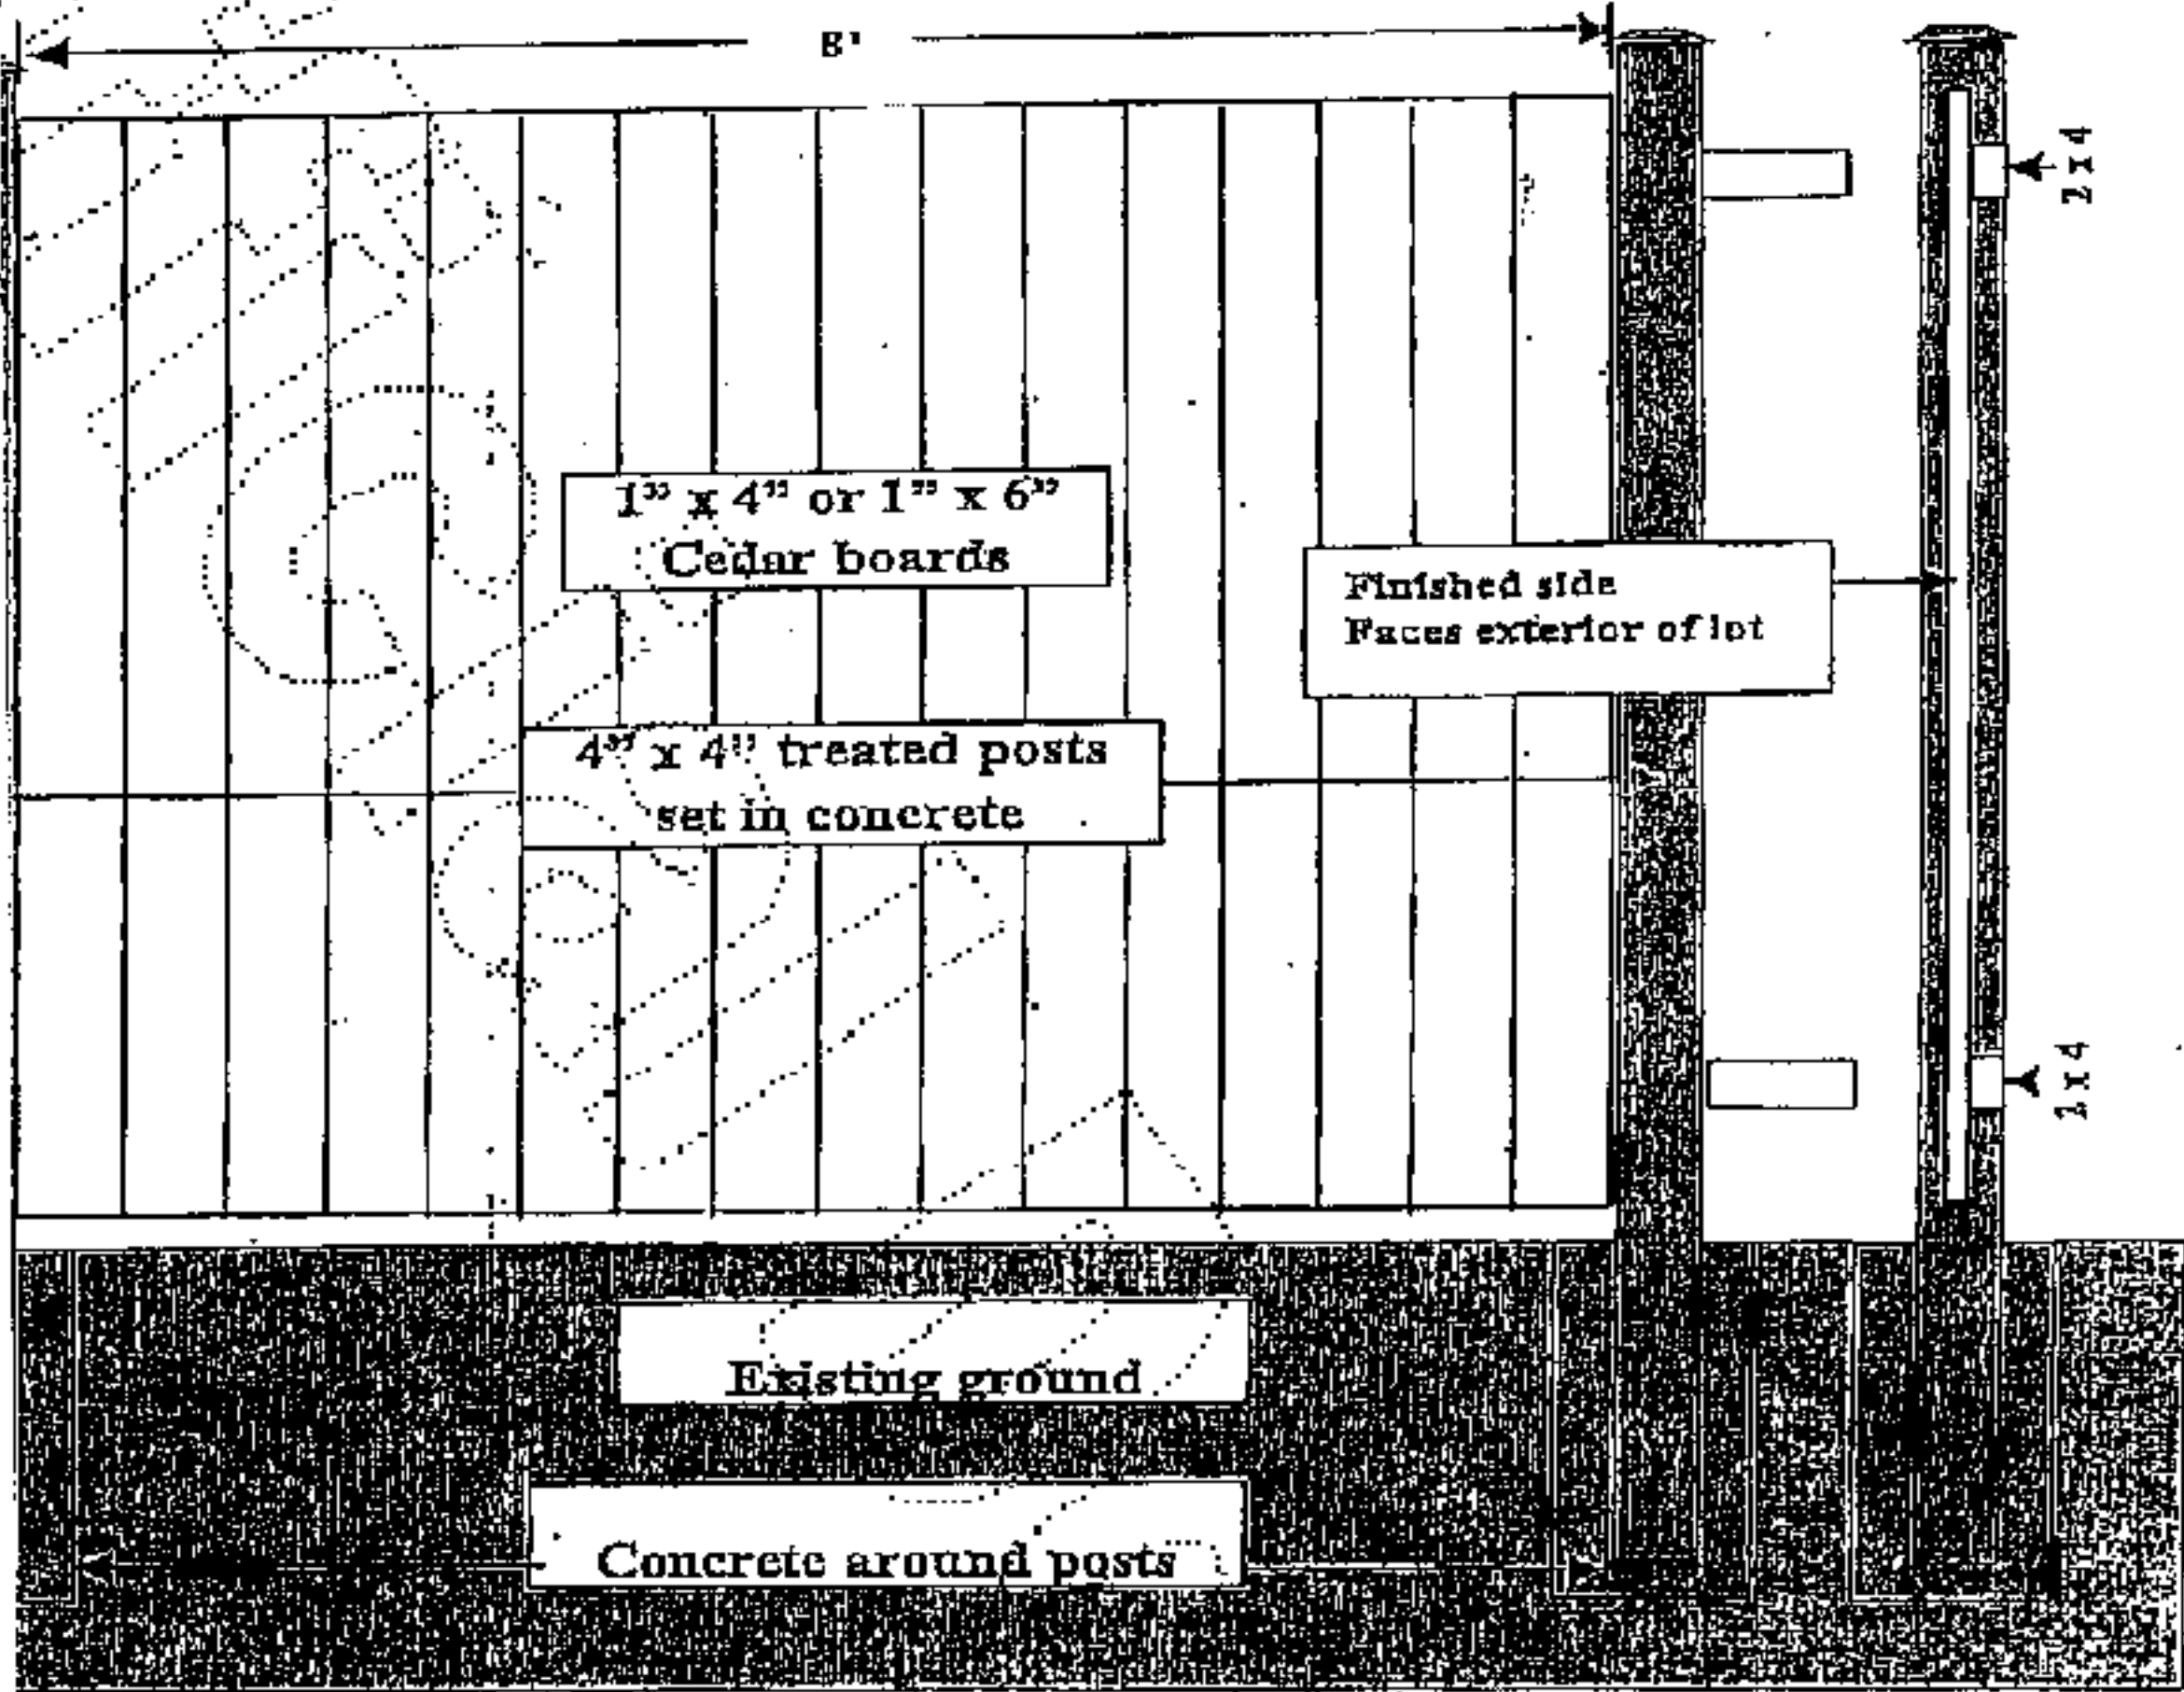 8'
2 x 4
1” x 4” or 1” x 6”
Cedar boards
Finished side
Faces exterior of lot
4” x 4” treated posts
set in concrete
2 x 4
Existing ground
Concrete around posts